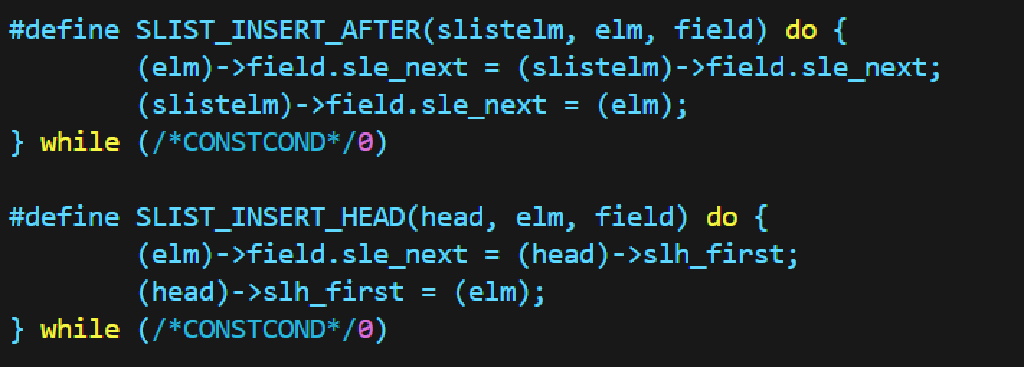 #define SLIST_INSERT_AFTER(slistelm, elm, field) do {
        (elm)->field.sle_next = (slistelm)->field.sle_next;
        (slistelm)->field.sle_next = (elm);
} while (/*CONSTCOND*/0)

#define SLIST_INSERT_HEAD(head, elm, field) do {
        (elm)->field.sle_next = (head)->slh_first;
        (head)->slh_first = (elm);
} while (/*CONSTCOND*/0)